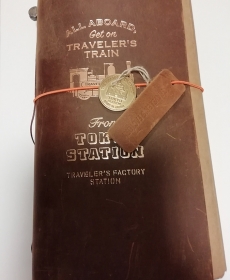 ALL ABOARD,
Get on
TRAVELER'S
TRAIN
From
TOKYO
STATION
TRAVELER'S FACTORY
STATION